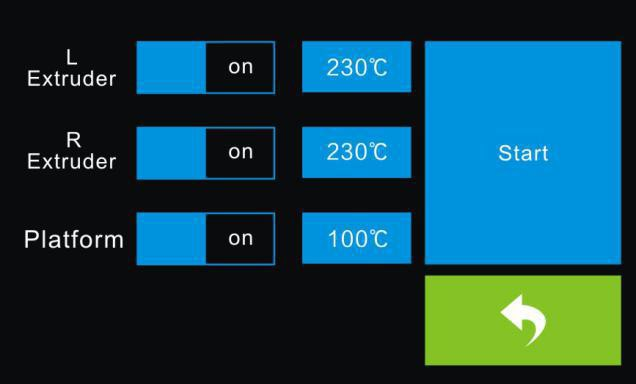 L
Extruder
on
230℃
R
Extruder
on
230℃
Start
Platform
on
100℃